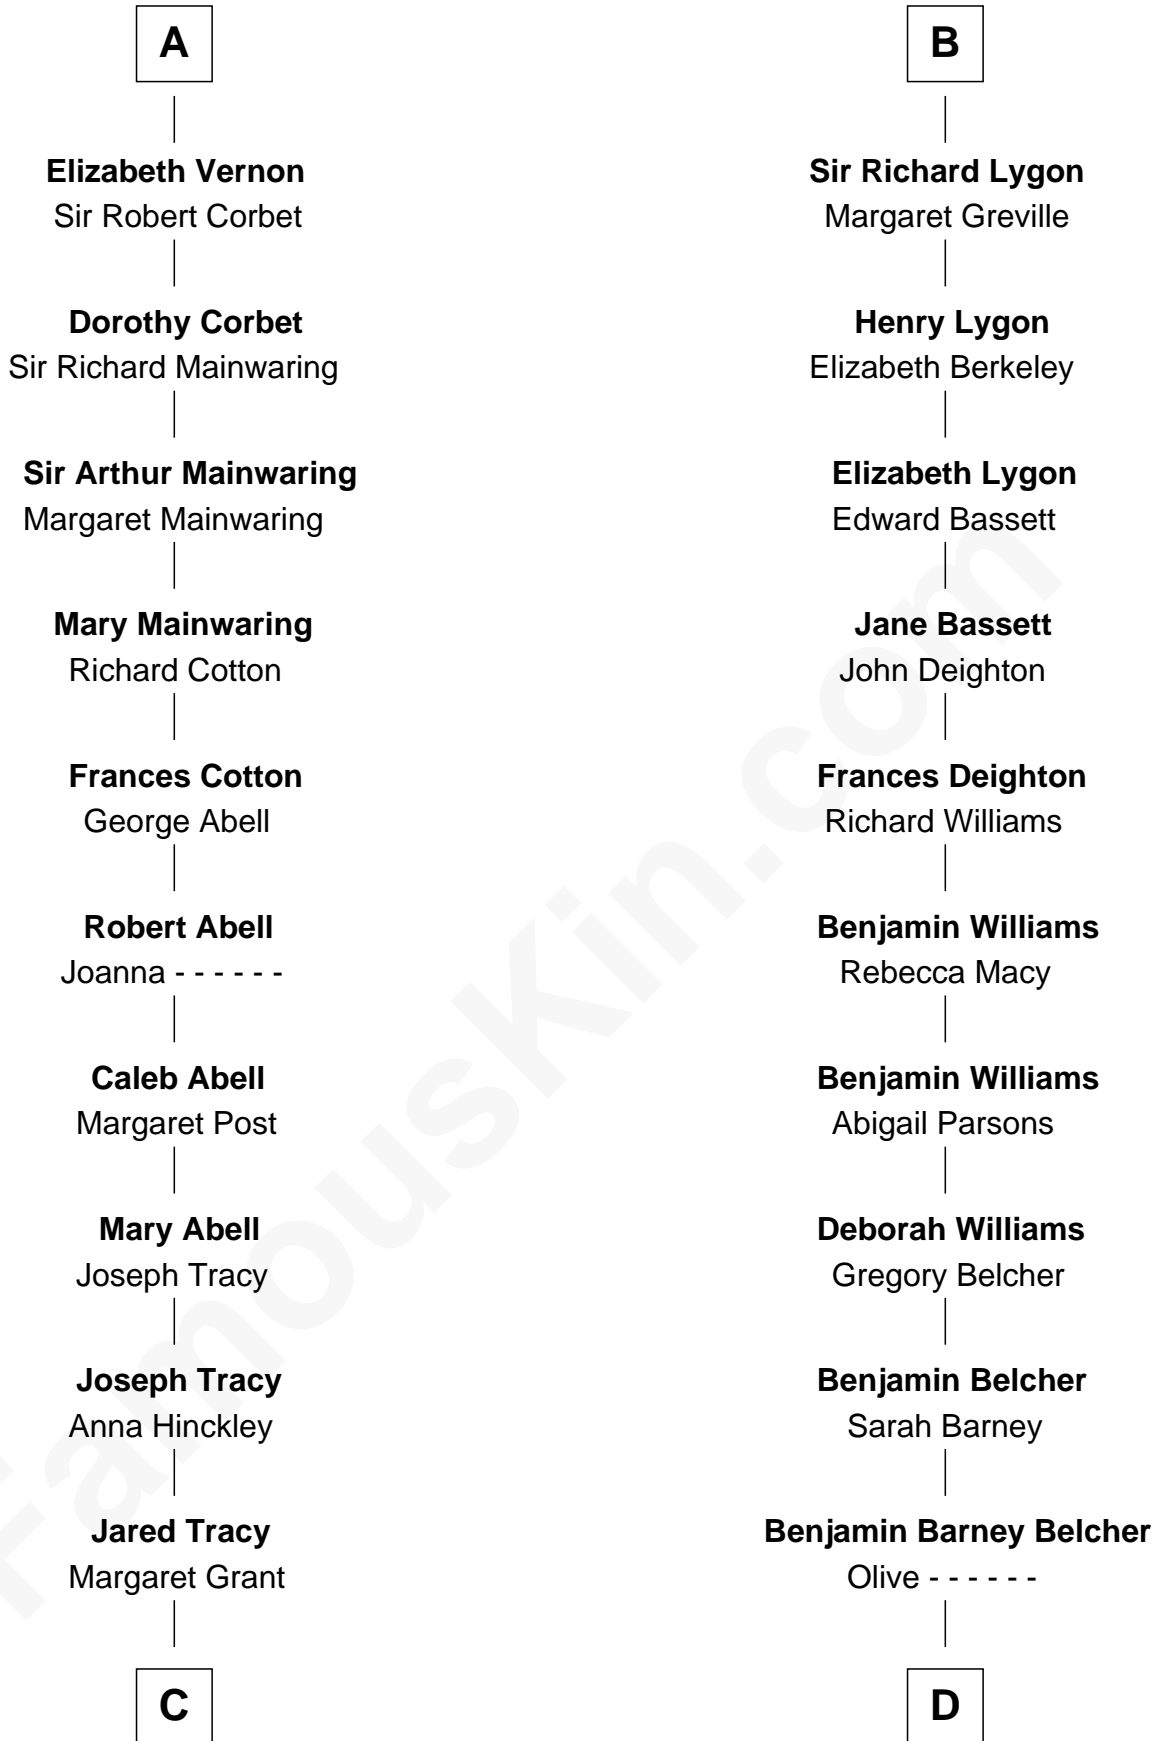 A
Elizabeth Vernon
Sir Robert Corbet
Dorothy Corbet
Sir Richard Mainwaring
Sir Arthur Mainwaring
Margaret Mainwaring
Mary Mainwaring
Richard Cotton
Frances Cotton
George Abell
Robert Abell
Joanna - - - - - -
Caleb Abell
Margaret Post
Mary Abell
Joseph Tracy
Joseph Tracy
Anna Hinckley
Jared Tracy
Margaret Grant
C
B
Sir Richard Lygon
Margaret Greville
Henry Lygon
Elizabeth Berkeley
Elizabeth Lygon
Edward Bassett
Jane Bassett
John Deighton
Frances Deighton
Richard Williams
Benjamin Williams
Rebecca Macy
Benjamin Williams
Abigail Parsons
Deborah Williams
Gregory Belcher
Benjamin Belcher
Sarah Barney
Benjamin Barney Belcher
Olive - - - - - -
D
FamousKin.com